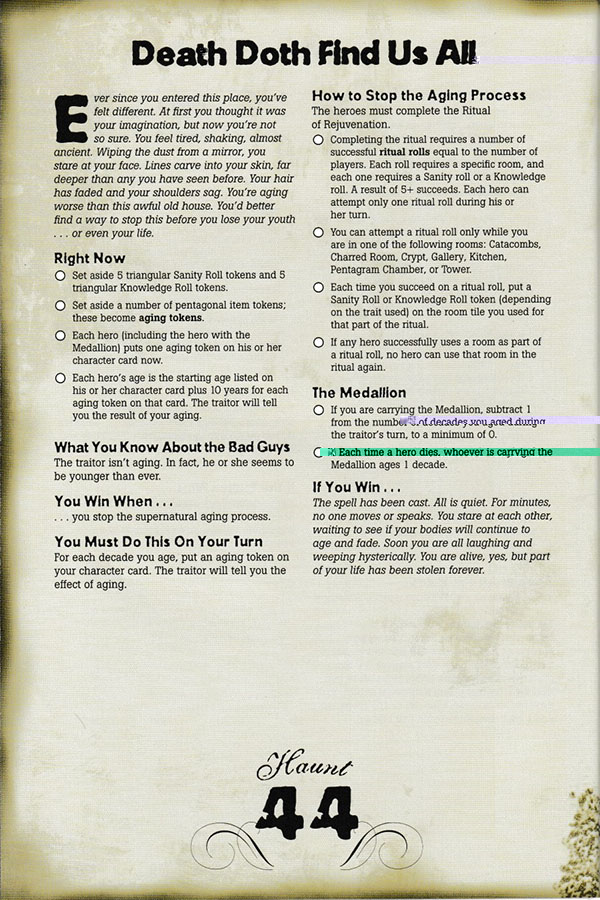 Death Doth Find Us All
Ever since you entered this place, you've
felt different. At first you thought it was
your imagination, but now you're not
so sure. You feel tired, shaking, almost
ancient. Wiping the dust from a mirror, you
stare at your face. Lines carve into your skin, far
deeper than any you have seen before. Your hair
has faded and your shoulders sag. You're aging
worse than this awful old house. You'd better
find a way to stop this before you lose your youth
. . . or even your life.
Right Now
Set aside 5 triangular Sanity Roll tokens and 5
triangular Knowledge Roll tokens.
Set aside a number of pentagonal item tokens;
these become aging tokens.
Each hero (including the hero with the
Medallion) puts one aging token on his or her
character card now.
Each hero's age is the starting age listed on
his or her character card plus 10 years for each
aging token on that card. The traitor will tell
you the result of your aging.
What You Know About the Bad Guys
The traitor isn't aging. In fact, he or she seems to
be younger than ever.
You Win When . . .
. . . you stop the supernatural aging process.
You Must Do This On Your Turn
For each decade you age, put an aging token on
your character card. The traitor will tell you the
effect of aging.
How to Stop the Aging Process
The heroes must complete the Ritual
of Rejuvenation.
Completing the ritual requires a number of
successful ritual rolls equal to the number of
players. Each roll requires a specific room, and
each one requires a Sanity roll or a Knowledge
roll. A result of 5+ succeeds. Each hero can
attempt only one ritual roll during his or
her turn.
You can attempt a ritual roll only while you
are in one of the following rooms: Catacombs,
Charred Room, Crypt, Gallery, Kitchen,
Pentagram Chamber, or Tower.
Each time you succeed on a ritual roll, put a
Sanity Roll or Knowledge Roll token (depending
on the trait used) on the room tile you used for
that part of the ritual.
If any hero successfully uses a room as part of
a ritual roll, no hero can use that room in the
ritual again.
The Medallion
If you are carrying the Medallion, subtract 1
from the number of decades you aged during
the traitor's turn, to a minimum of 0.
Each time a hero dies, whoever is carrying the
Medallion ages 1 decade.
If You Win . . .
The spell has been cast. All is quiet. For minutes,
no one moves or speaks. You stare at each other,
waiting to see if your bodies will continue to
age and fade. Soon you are all laughing and
weeping hysterically. You are alive, yes, but part
of your life has been stolen forever.
Haunt
44